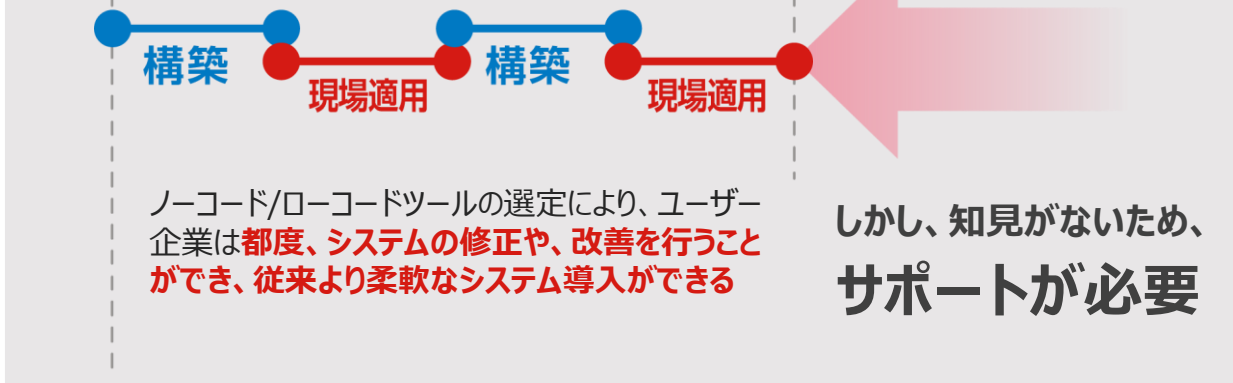 構築
現場適用
構築
現場適用
ノーコード/ローコードツールの選定により、ユーザー
企業は都度、システムの修正や、改善を行うこと
ができ、従来より柔軟なシステム導入ができる
しかし、知見がないため、
サポートが必要